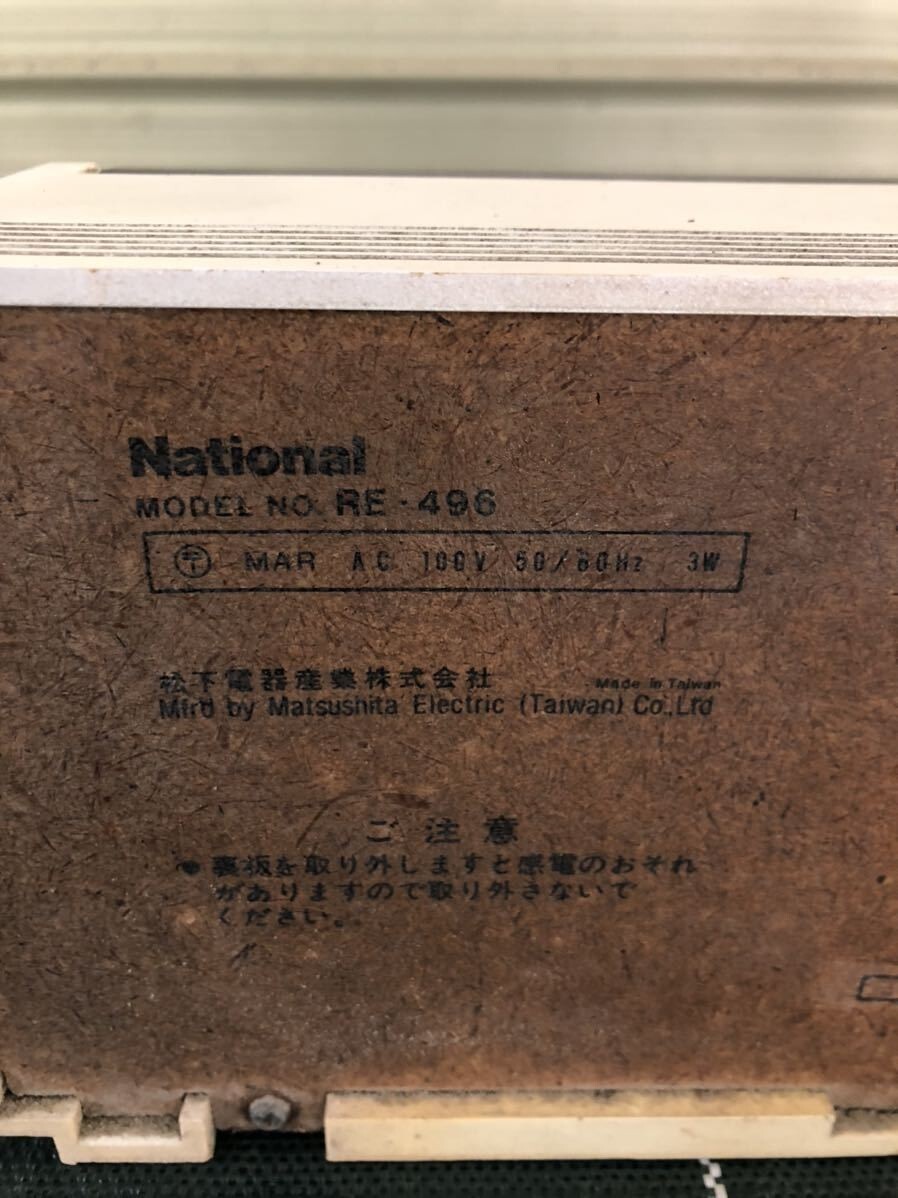 National
MODEL NO. RE-496
〒 MAR AC 100V 50/60Hz 3W
松下電器産業株式会社 Made in Taiwan
Mfr'd by Matsushita Electric (Taiwan) Co.,Ltd
ご注意
●裏板を取り外しますと感電のおそれ
がありますので取り外さないで
ください。